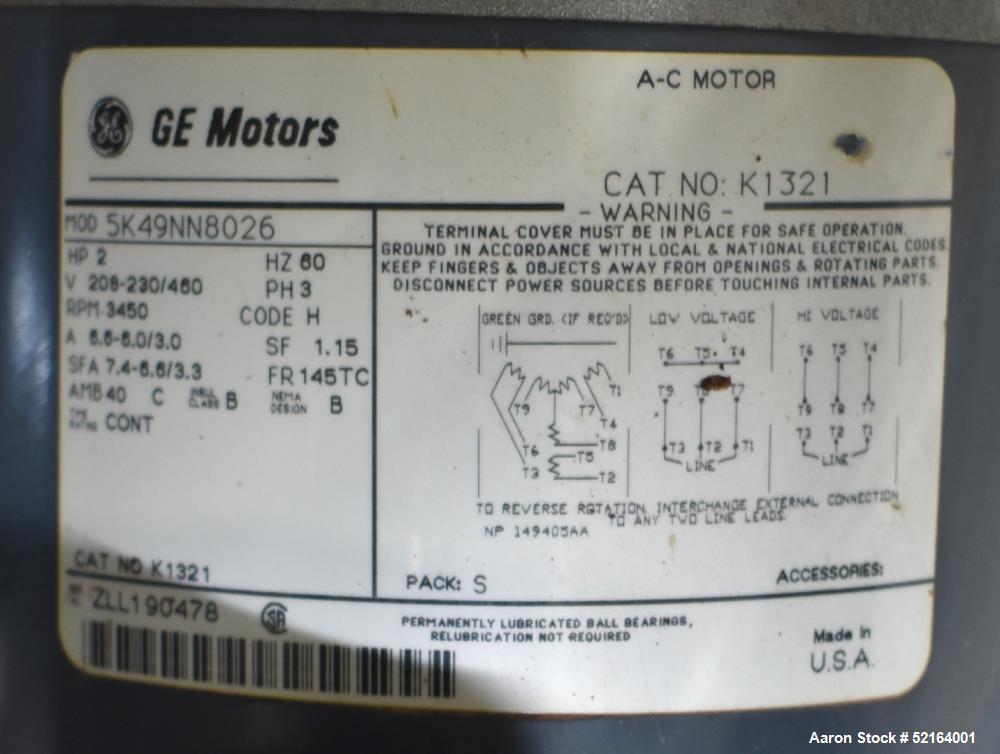 A-C MOTOR
GE Motors
CAT. NO: K1321
MOD 5K49NN8026
HP 2 HZ 60
V 208-230/460 PH 3
RPM 3450 CODE H
A 6.6-6.0/3.0 SF 1.15
SFA 7.4-6.6/3.3 FR 145TC
AMB 40 C INSUL CLASS B NEMA DESIGN B
TIME RATING CONT
CAT NO K1321
ZLL190478
- WARNING -
TERMINAL COVER MUST BE IN PLACE FOR SAFE OPERATION.
GROUND IN ACCORDANCE WITH LOCAL & NATIONAL ELECTRICAL CODES.
KEEP FINGERS & OBJECTS AWAY FROM OPENINGS & ROTATING PARTS.
DISCONNECT POWER SOURCES BEFORE TOUCHING INTERNAL PARTS.
GREEN GRD. (IF REQ'D) LOW VOLTAGE HI VOLTAGE
T1
T9 T7
T4
T6 T8
T5
T3 T2
T6 T5 T4
T9 T8 T7
T3 T2 T1
LINE
T6 T5 T4
T9 T8 T7
T3 T2 T1
LINE
TO REVERSE ROTATION, INTERCHANGE EXTERNAL CONNECTION
TO ANY TWO LINE LEADS.
NP 149405AA
PACK: S
ACCESSORIES:
PERMANENTLY LUBRICATED BALL BEARINGS,
RELUBRICATION NOT REQUIRED
Made In
U.S.A.
Aaron Stock # 52164001